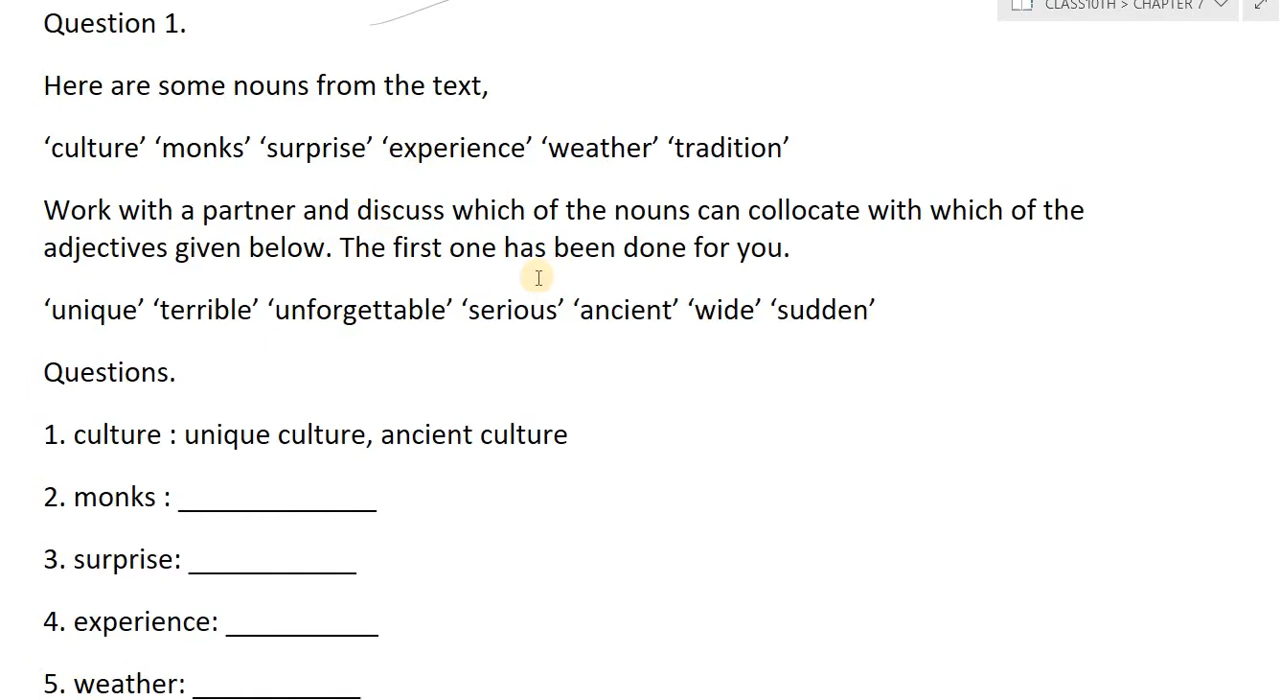 CLASS10TH > CHAPTER 7
Question 1.
Here are some nouns from the text,
‘culture’ ‘monks’ ‘surprise’ ‘experience’ ‘weather’ ‘tradition’
Work with a partner and discuss which of the nouns can collocate with which of the
adjectives given below. The first one has been done for you.
‘unique’ ‘terrible’ ‘unforgettable’ ‘serious’ ‘ancient’ ‘wide’ ‘sudden’
Questions.
1. culture : unique culture, ancient culture
2. monks : ______________
3. surprise: ____________
4. experience: ___________
5. weather: ____________